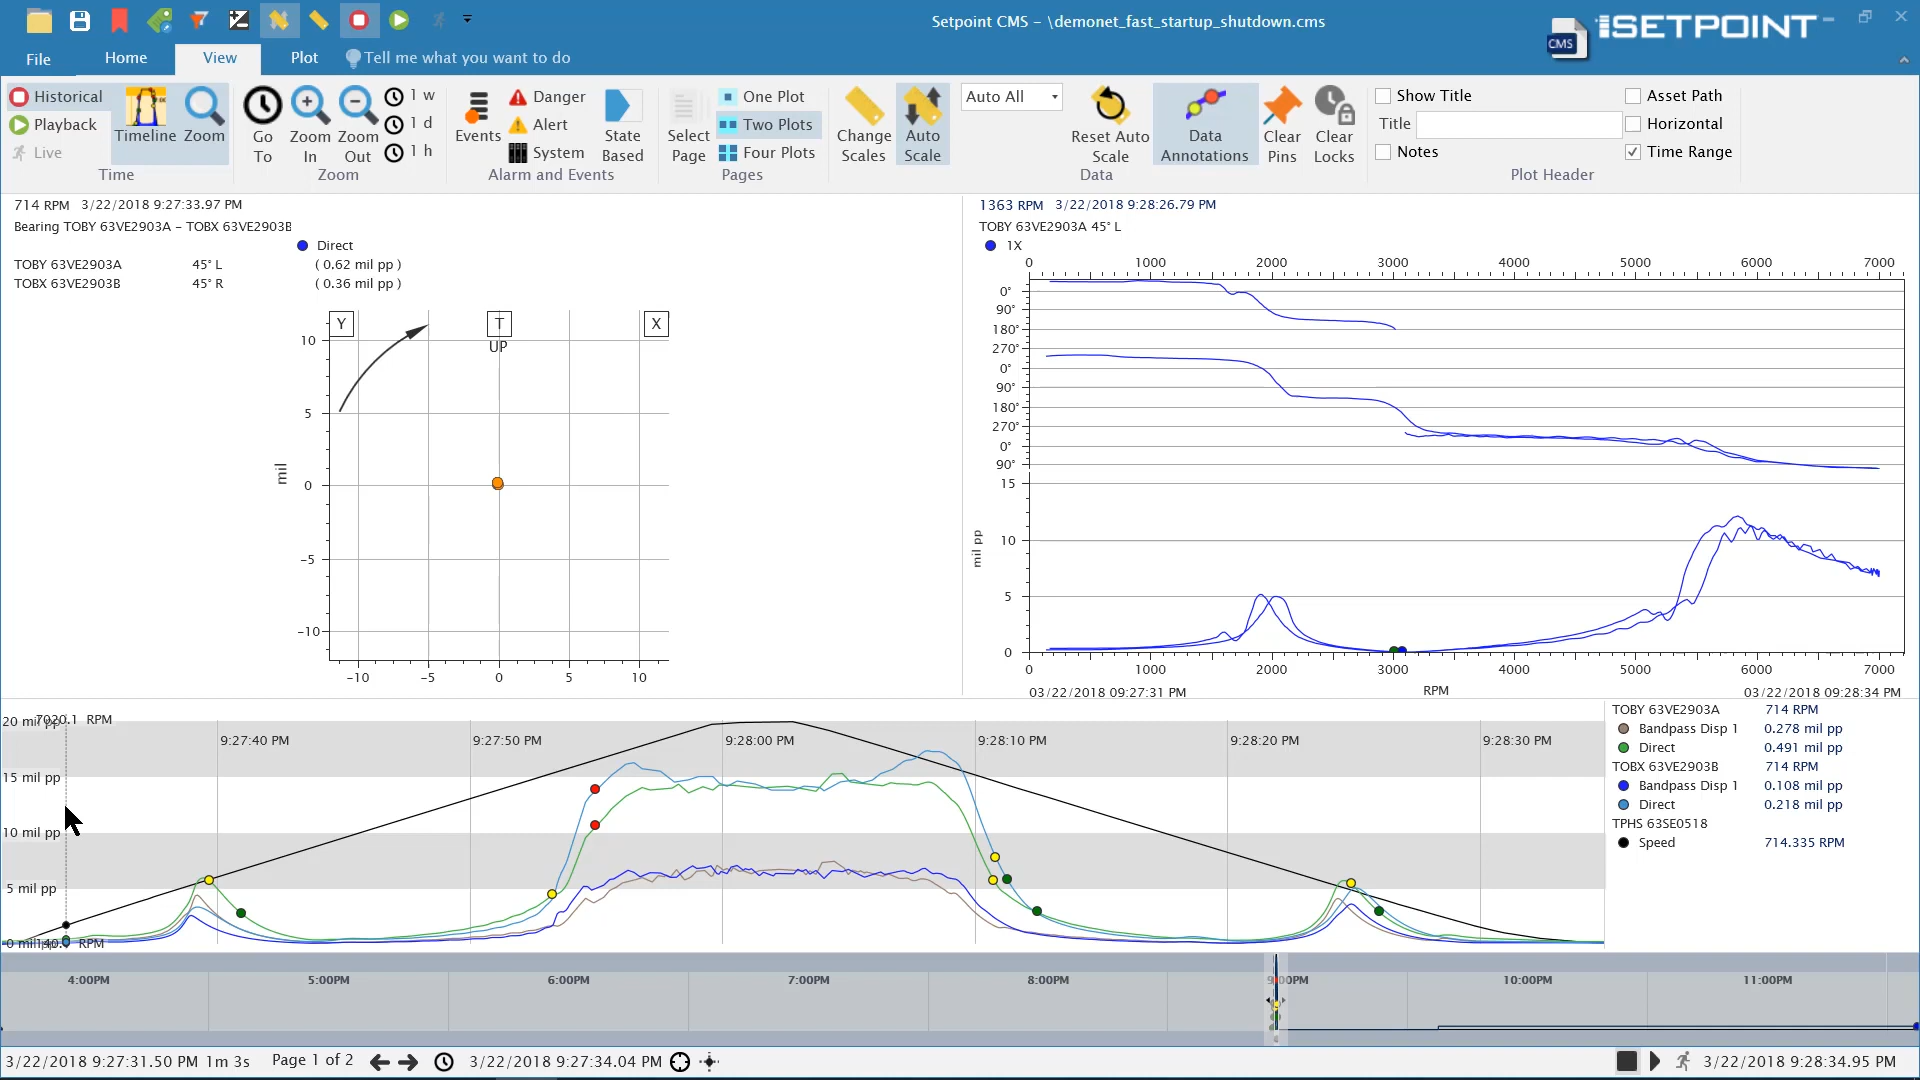 Setpoint CMS – \demonet_fast_startup_shutdown.cms
CMS
SETPOINT
File
Home
View
Plot
Tell me what you want to do
Historical
Playback
Live
Timeline
Zoom
Time
Go To
Zoom In
Zoom Out
1 w
1 d
1 h
Zoom
Events
Danger
Alert
System
State Based
Alarm and Events
Select Page
One Plot
Two Plots
Four Plots
Pages
Change Scales
Auto Scale
Auto All
Reset Auto Scale
Data Annotations
Clear Pins
Clear Locks
Data
Show Title
Title
Notes
Asset Path
Horizontal
Time Range
Plot Header
714 RPM 3/22/2018 9:27:33.97 PM
Bearing TOBY 63VE2903A – TOBX 63VE2903B
Direct
TOBY 63VE2903A 45° L ( 0.62 mil pp )
TOBX 63VE2903B 45° R ( 0.36 mil pp )
Y
T
X
UP
10
5
0
-5
-10
mil
-10 -5 0 5 10
1363 RPM 3/22/2018 9:28:26.79 PM
TOBY 63VE2903A 45° L
1X
0 1000 2000 3000 4000 5000 6000 7000
0°
90°
180°
270°
0°
90°
180°
270°
0°
90°
15
10
5
0
mil pp
0 1000 2000 3000 4000 5000 6000 7000
03/22/2018 09:27:31 PM RPM 03/22/2018 09:28:34 PM
20 mil pp
7020.1 RPM
9:27:40 PM 9:27:50 PM 9:28:00 PM 9:28:10 PM 9:28:20 PM 9:28:30 PM
15 mil pp
10 mil pp
5 mil pp
0 mil
RPM
TOBY 63VE2903A 714 RPM
Bandpass Disp 1 0.278 mil pp
Direct 0.491 mil pp
TOBX 63VE2903B 714 RPM
Bandpass Disp 1 0.108 mil pp
Direct 0.218 mil pp
TPHS 63SE0518
Speed 714.335 RPM
4:00PM 5:00PM 6:00PM 7:00PM 8:00PM 9:00PM 10:00PM 11:00PM
3/22/2018 9:27:31.50 PM 1m 3s Page 1 of 2 3/22/2018 9:27:34.04 PM 3/22/2018 9:28:34.95 PM